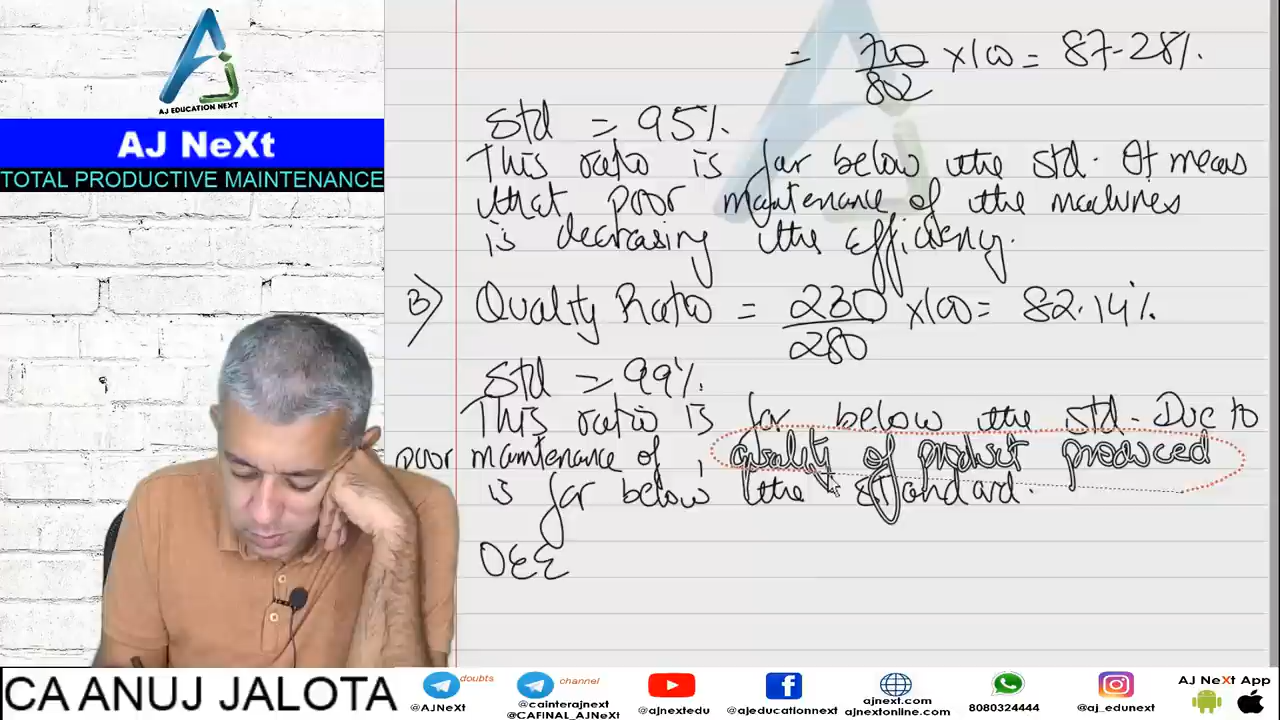 AJ EDUCATION NEXT
AJ NeXt
TOTAL PRODUCTIVE MAINTENANCE
= 700/802 x100 = 87.28%.
Std = 95%.
This ratio is far below the std. It means
that poor maintenance of the machines
is decreasing the efficiency.
3) Quality Ratio = 230/280 x100 = 82.14%.
Std = 99%.
This ratio is far below the std. Due to
poor maintenance of , quality of product produced
is far below the standard.
OEE
CA ANUJ JALOTA
doubts
@AJNeXt
channel
@cainterajnext
@CAFINAL_AJNeXt
@ajnextedu
@ajeducationnext
ajnext.com
ajnextonline.com
8080324444
@aj_edunext
AJ NeXt App